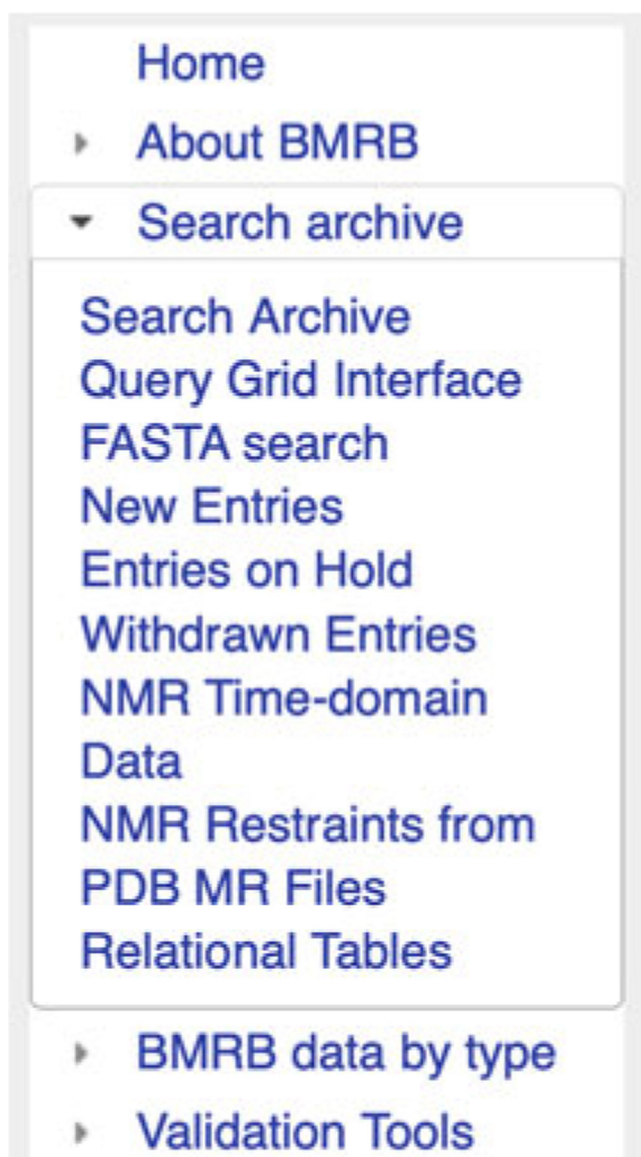 Home
About BMRB
Search archive
Search Archive
Query Grid Interface
FASTA search
New Entries
Entries on Hold
Withdrawn Entries
NMR Time-domain
Data
NMR Restraints from
PDB MR Files
Relational Tables
BMRB data by type
Validation Tools